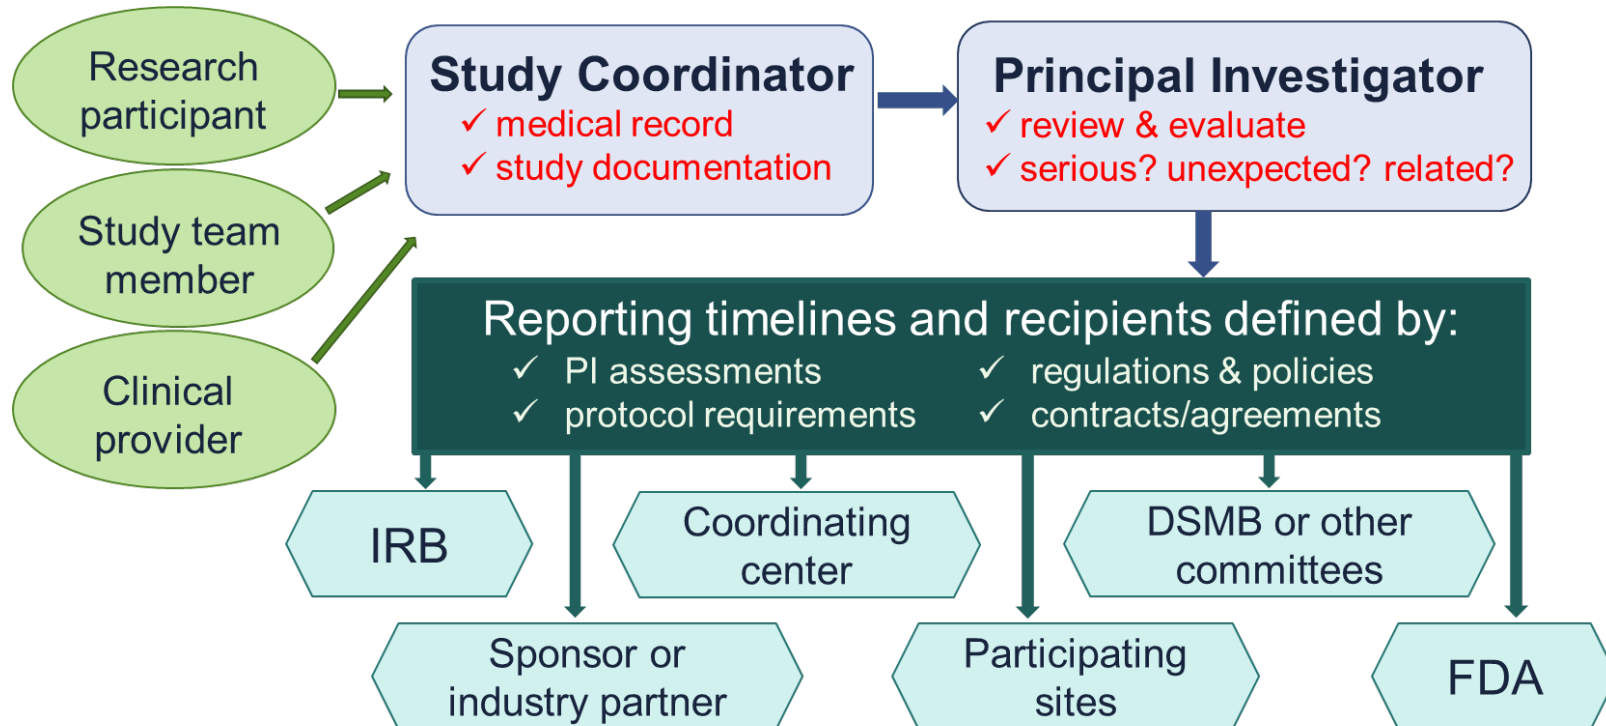 Research
participant
Study team
member
Clinical
provider
Study Coordinator
✓ medical record
✓ study documentation
Principal Investigator
✓ review & evaluate
✓ serious? unexpected? related?
Reporting timelines and recipients defined by:
✓ PI assessments
✓ protocol requirements
✓ regulations & policies
✓ contracts/agreements
IRB
Sponsor or
industry partner
Coordinating
center
Participating
sites
DSMB or other
committees
FDA